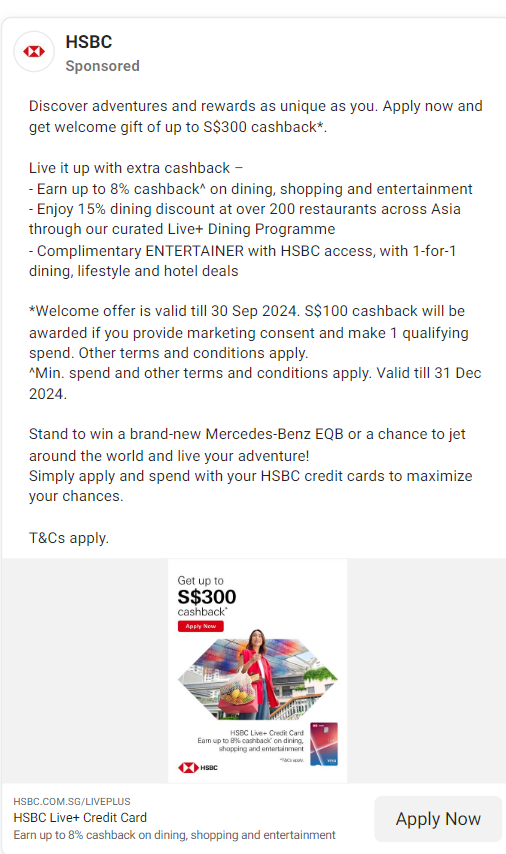 HSBC
Sponsored
Discover adventures and rewards as unique as you. Apply now and
get welcome gift of up to S$300 cashback*.
Live it up with extra cashback –
- Earn up to 8% cashback^ on dining, shopping and entertainment
- Enjoy 15% dining discount at over 200 restaurants across Asia
through our curated Live+ Dining Programme
- Complimentary ENTERTAINER with HSBC access, with 1-for-1
dining, lifestyle and hotel deals
*Welcome offer is valid till 30 Sep 2024. S$100 cashback will be
awarded if you provide marketing consent and make 1 qualifying
spend. Other terms and conditions apply.
^Min. spend and other terms and conditions apply. Valid till 31 Dec
2024.
Stand to win a brand-new Mercedes-Benz EQB or a chance to jet
around the world and live your adventure!
Simply apply and spend with your HSBC credit cards to maximize
your chances.
T&Cs apply.
Get up to
S$300
cashback*
Apply Now
HSBC Live+ Credit Card
Earn up to 8% cashback^ on dining,
shopping and entertainment
*T&Cs apply.
VISA
HSBC
HSBC.COM.SG/LIVEPLUS
HSBC Live+ Credit Card
Earn up to 8% cashback on dining, shopping and entertainment
Apply Now